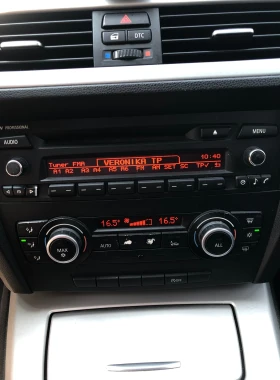 DTC
PROFESSIONAL
MENU
AUDIO
Tuner FMA VERONIKA TP 10:40
A1 A2 A3 A4 A5 A6 FM AM SET SC TP✓
16.5° 16.5°
AUTO
MAX ALL